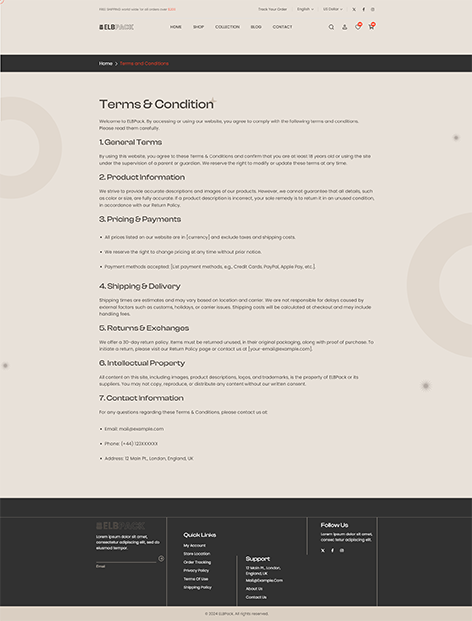 FREE SHIPPING world wide for all orders over $200
Track Your Order
English
US Dollar
ELBPACK
HOME
SHOP
COLLECTION
BLOG
CONTACT
Home > Terms and Conditions
Terms & Condition
Welcome to ELBPack. By accessing or using our website, you agree to comply with the following terms and conditions.
Please read them carefully.
1. General Terms
By using this website, you agree to these Terms & Conditions and confirm that you are at least 18 years old or using the site
under the supervision of a parent or guardian. We reserve the right to modify or update these terms at any time.
2. Product Information
We strive to provide accurate descriptions and images of our products. However, we cannot guarantee that all details, such
as color or size, are fully accurate. If a product description is incorrect, your sole remedy is to return it in an unused condition,
in accordance with our Return Policy.
3. Pricing & Payments
• All prices listed on our website are in [currency] and exclude taxes and shipping costs.
• We reserve the right to change pricing at any time without prior notice.
• Payment methods accepted: [List payment methods, e.g., Credit Cards, PayPal, Apple Pay, etc.].
4. Shipping & Delivery
Shipping times are estimates and may vary based on location and carrier. We are not responsible for delays caused by
external factors such as customs, holidays, or carrier issues. Shipping costs will be calculated at checkout and may include
handling fees.
5. Returns & Exchanges
We offer a 30-day return policy. Items must be returned unused, in their original packaging, along with proof of purchase. To
initiate a return, please visit our Return Policy page or contact us at [your-email@example.com].
6. Intellectual Property
All content on this site, including images, product descriptions, logos, and trademarks, is the property of ELBPack or its
suppliers. You may not copy, reproduce, or distribute any content without our written consent.
7. Contact Information
For any questions regarding these Terms & Conditions, please contact us at:
• Email: mail@example.com
• Phone: (+44) 123XXXXXX
• Address: 12 Main PL, London, England, UK
ELBPACK
Lorem ipsum dolor sit amet,
consectetur adipiscing elit, sed do
eiusmod tempor.
Email
Quick Links
My Account
Store Location
Order Tracking
Privacy Policy
Terms Of Use
Shipping Policy
Support
12 Main PL, London,
England, UK
Mail@Example.Com
About Us
Contact Us
Follow Us
Lorem ipsum dolor sit amet,
consec tetur adipiscing elit.
© 2024 ELBPack. All rights reserved.